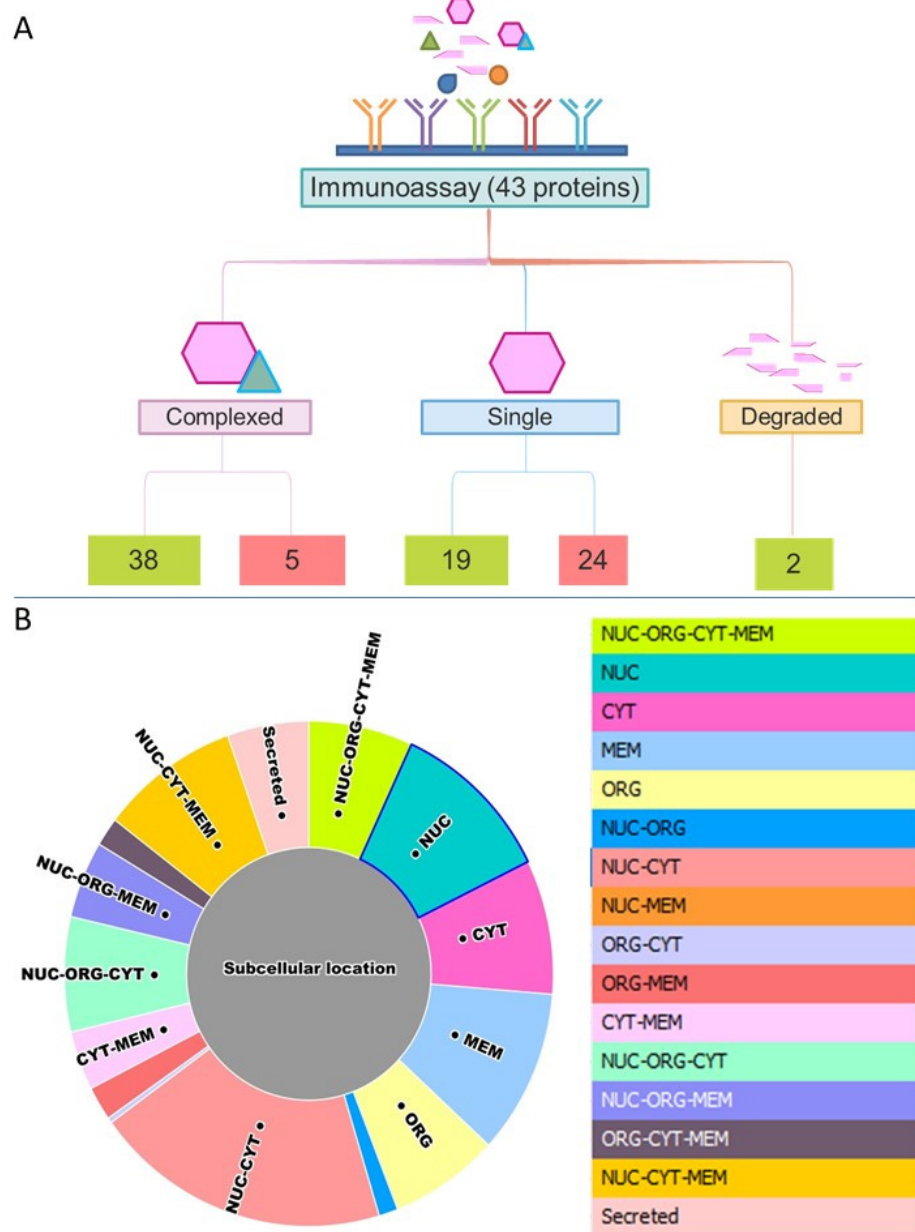 A
Immunoassay (43 proteins)
Complexed
Single
Degraded
38
5
19
24
2
B
NUC-ORG-CYT-MEM
NUC
CYT
MEM
ORG
NUC-CYT
CYT-MEM
NUC-ORG-CYT
NUC-ORG-MEM
NUC-CYT-MEM
Secreted
Subcellular location
NUC-ORG-CYT-MEM
NUC
CYT
MEM
ORG
NUC-ORG
NUC-CYT
NUC-MEM
ORG-CYT
ORG-MEM
CYT-MEM
NUC-ORG-CYT
NUC-ORG-MEM
ORG-CYT-MEM
NUC-CYT-MEM
Secreted